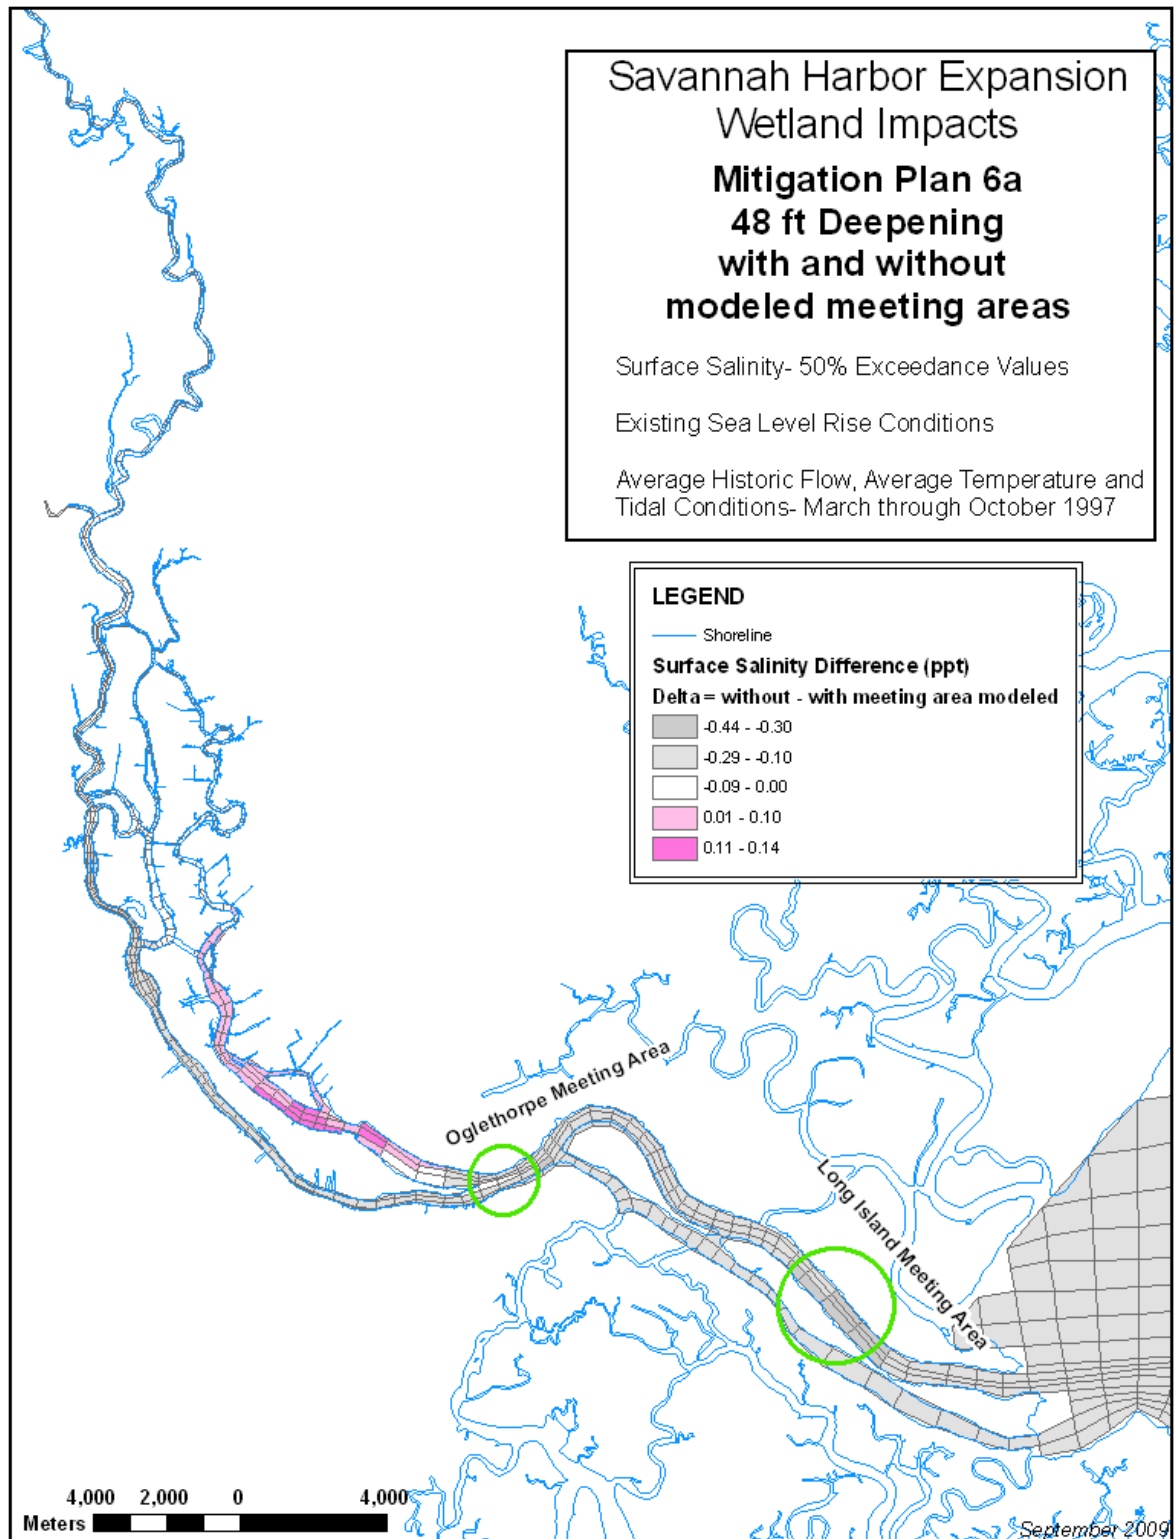 Savannah Harbor Expansion
Wetland Impacts
Mitigation Plan 6a
48 ft Deepening
with and without
modeled meeting areas
Surface Salinity- 50% Exceedance Values
Existing Sea Level Rise Conditions
Average Historic Flow, Average Temperature and
Tidal Conditions- March through October 1997
LEGEND
Shoreline
Surface Salinity Difference (ppt)
Delta = without - with meeting area modeled
-0.44 - -0.30
-0.29 - -0.10
-0.09 - 0.00
0.01 - 0.10
0.11 - 0.14
Oglethorpe Meeting Area
Long Island Meeting Area
4,000 2,000 0 4,000
Meters
September 2009